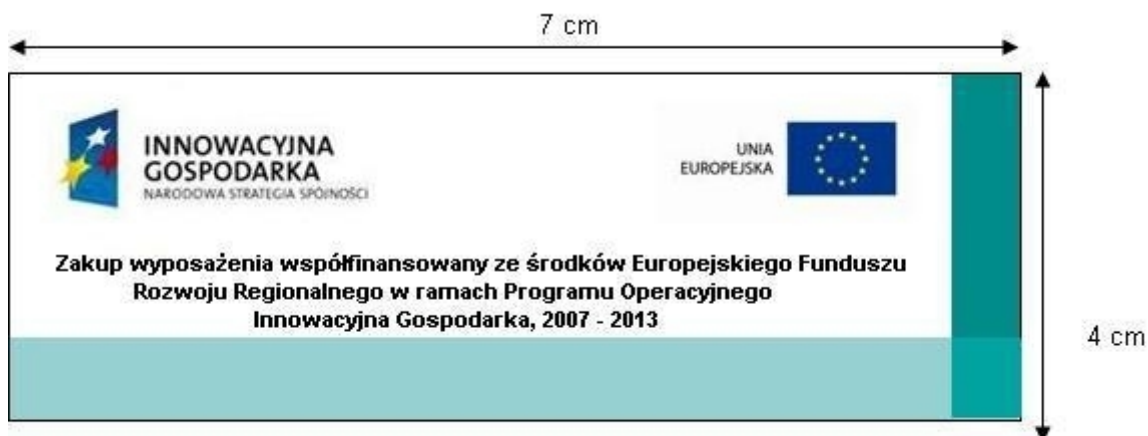 7 cm
INNOWACYJNA
GOSPODARKA
NARODOWA STRATEGIA SPÓJNOŚCI
UNIA
EUROPEJSKA
Zakup wyposażenia współfinansowany ze środków Europejskiego Funduszu
Rozwoju Regionalnego w ramach Programu Operacyjnego
Innowacyjna Gospodarka, 2007 - 2013
4 cm